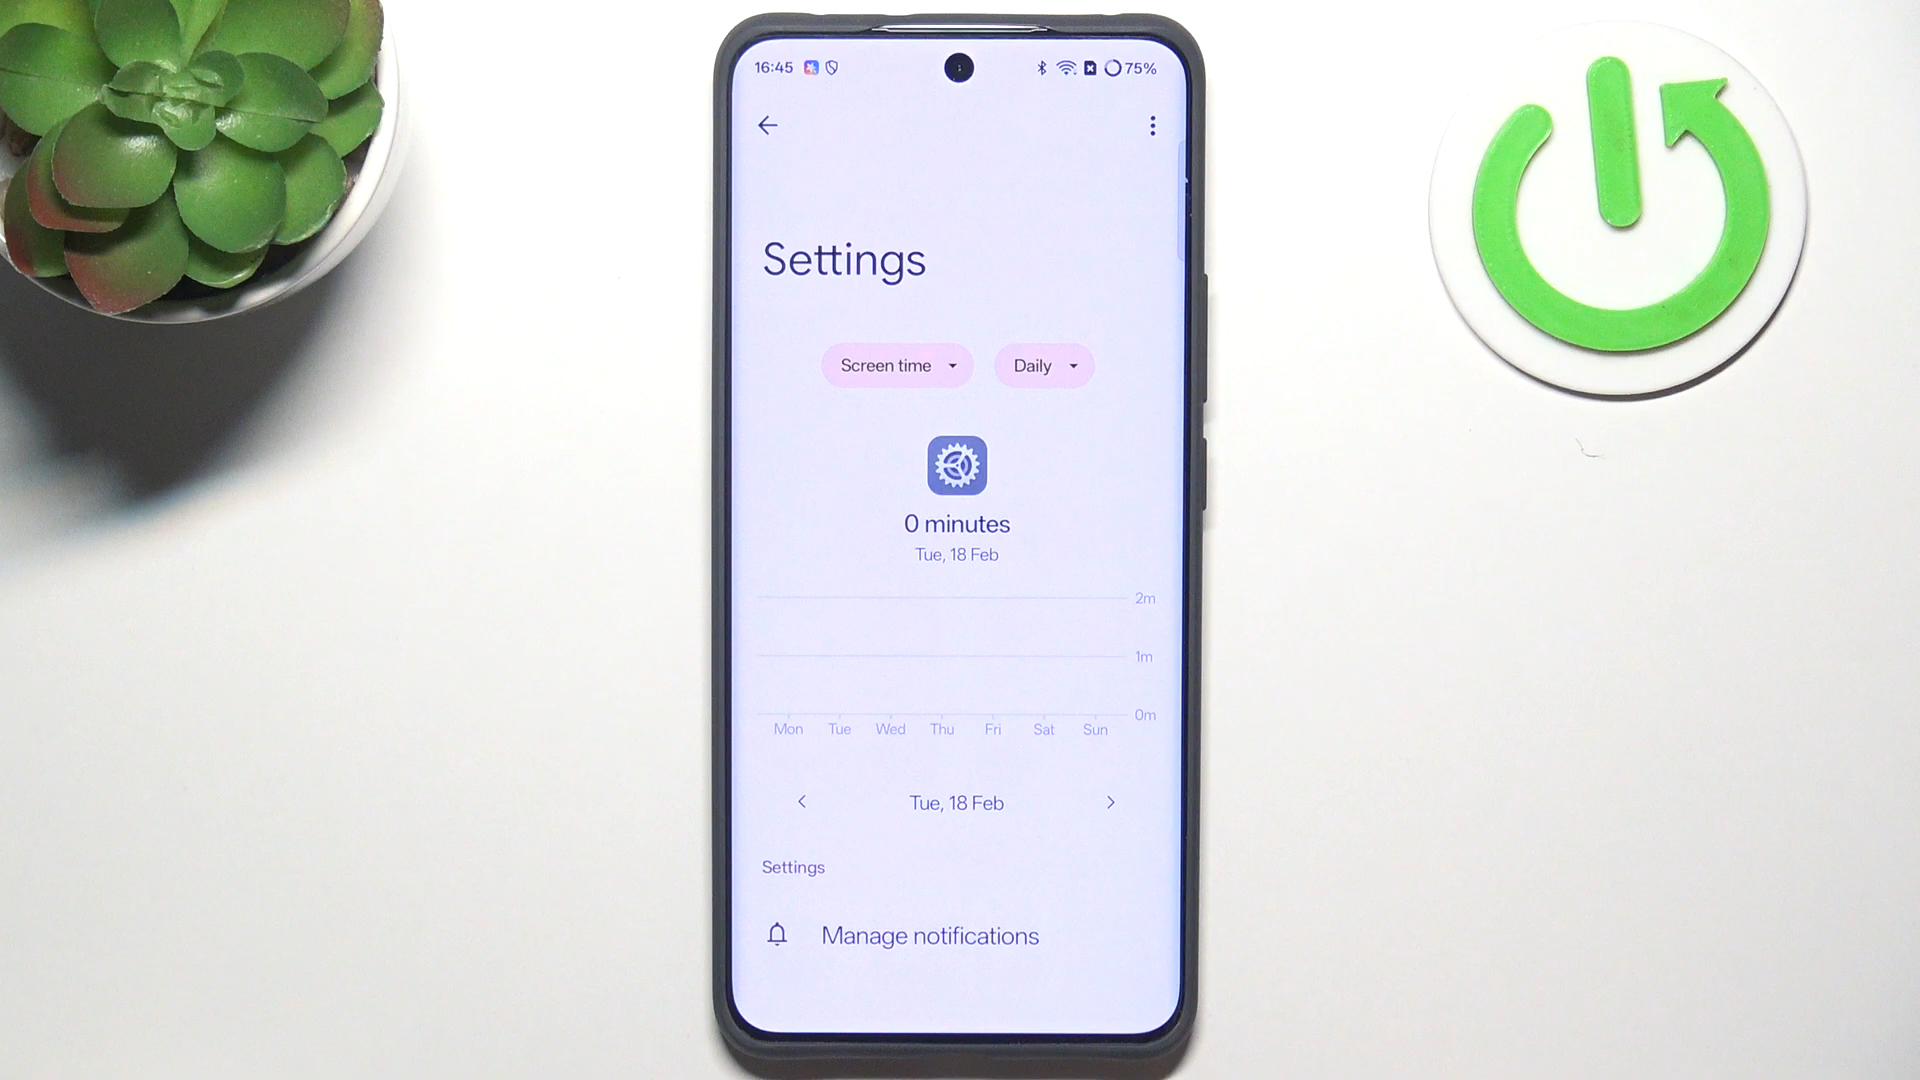 16:45 75%
Settings
Screen time Daily
0 minutes
Tue, 18 Feb
2m
1m
0m
Mon Tue Wed Thu Fri Sat Sun
Tue, 18 Feb
Settings
Manage notifications